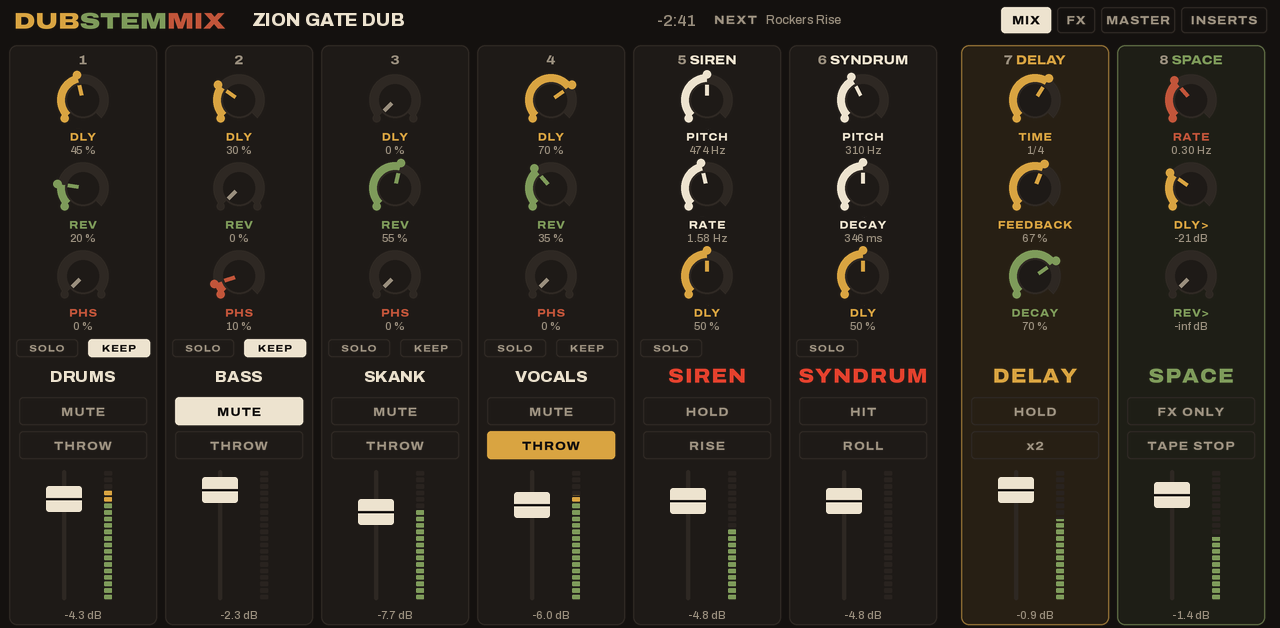 DUBSTEMMIX ZION GATE DUB -2:41 NEXT Rockers Rise MIX FX MASTER INSERTS
1 2 3 4 5 SIREN 6 SYNDRUM 7 DELAY 8 SPACE
DLY DLY DLY DLY PITCH PITCH TIME RATE
45 % 30 % 0 % 70 % 474 Hz 310 Hz 1/4 0.30 Hz
REV REV REV REV RATE DECAY FEEDBACK DLY>
20 % 0 % 55 % 35 % 1.58 Hz 346 ms 67 % -21 dB
PHS PHS PHS PHS DLY DLY DECAY REV>
0 % 10 % 0 % 0 % 50 % 50 % 70 % -inf dB
SOLO KEEP SOLO KEEP SOLO KEEP SOLO KEEP SOLO SOLO
DRUMS BASS SKANK VOCALS SIREN SYNDRUM DELAY SPACE
MUTE MUTE MUTE MUTE HOLD HIT HOLD FX ONLY
THROW THROW THROW THROW RISE ROLL x2 TAPE STOP
-4.3 dB -2.3 dB -7.7 dB -6.0 dB -4.8 dB -4.8 dB -0.9 dB -1.4 dB